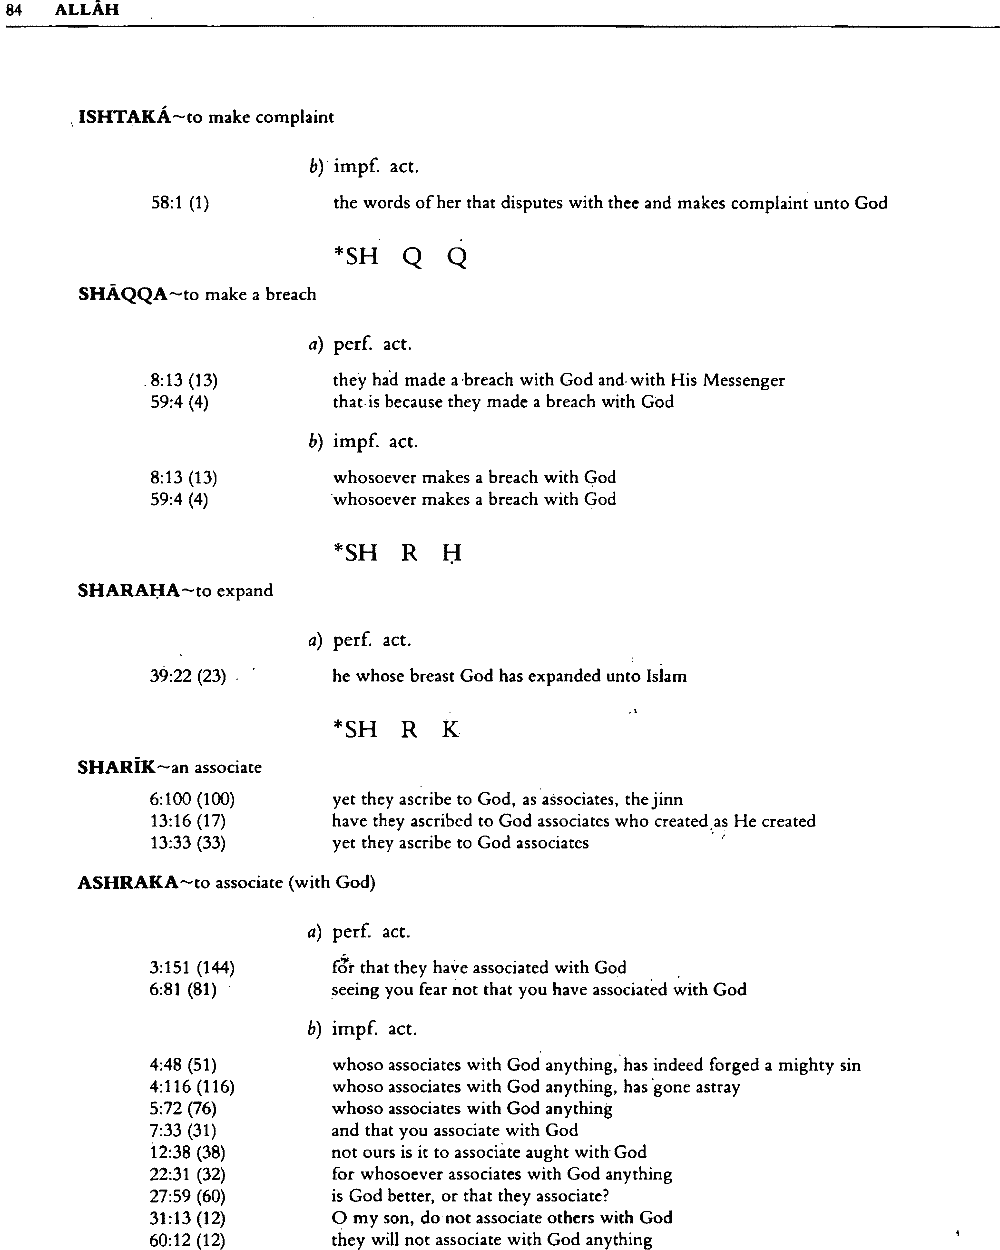 84 ALLÂH
ISHTAKÁ~to make complaint
b) impf. act.
58:1 (1) the words of her that disputes with thee and makes complaint unto God
*SH Q Q
SHĀQQA~to make a breach
a) perf. act.
8:13 (13) they had made a breach with God and with His Messenger
59:4 (4) that is because they made a breach with God
b) impf. act.
8:13 (13) whosoever makes a breach with God
59:4 (4) whosoever makes a breach with God
*SH R Ḥ
SHARAḤA~to expand
a) perf. act.
39:22 (23) he whose breast God has expanded unto Islam
*SH R K
SHARĪK~an associate
6:100 (100) yet they ascribe to God, as associates, the jinn
13:16 (17) have they ascribed to God associates who created as He created
13:33 (33) yet they ascribe to God associates
ASHRAKA~to associate (with God)
a) perf. act.
3:151 (144) for that they have associated with God
6:81 (81) seeing you fear not that you have associated with God
b) impf. act.
4:48 (51) whoso associates with God anything, has indeed forged a mighty sin
4:116 (116) whoso associates with God anything, has gone astray
5:72 (76) whoso associates with God anything
7:33 (31) and that you associate with God
12:38 (38) not ours is it to associate aught with God
22:31 (32) for whosoever associates with God anything
27:59 (60) is God better, or that they associate?
31:13 (12) O my son, do not associate others with God
60:12 (12) they will not associate with God anything